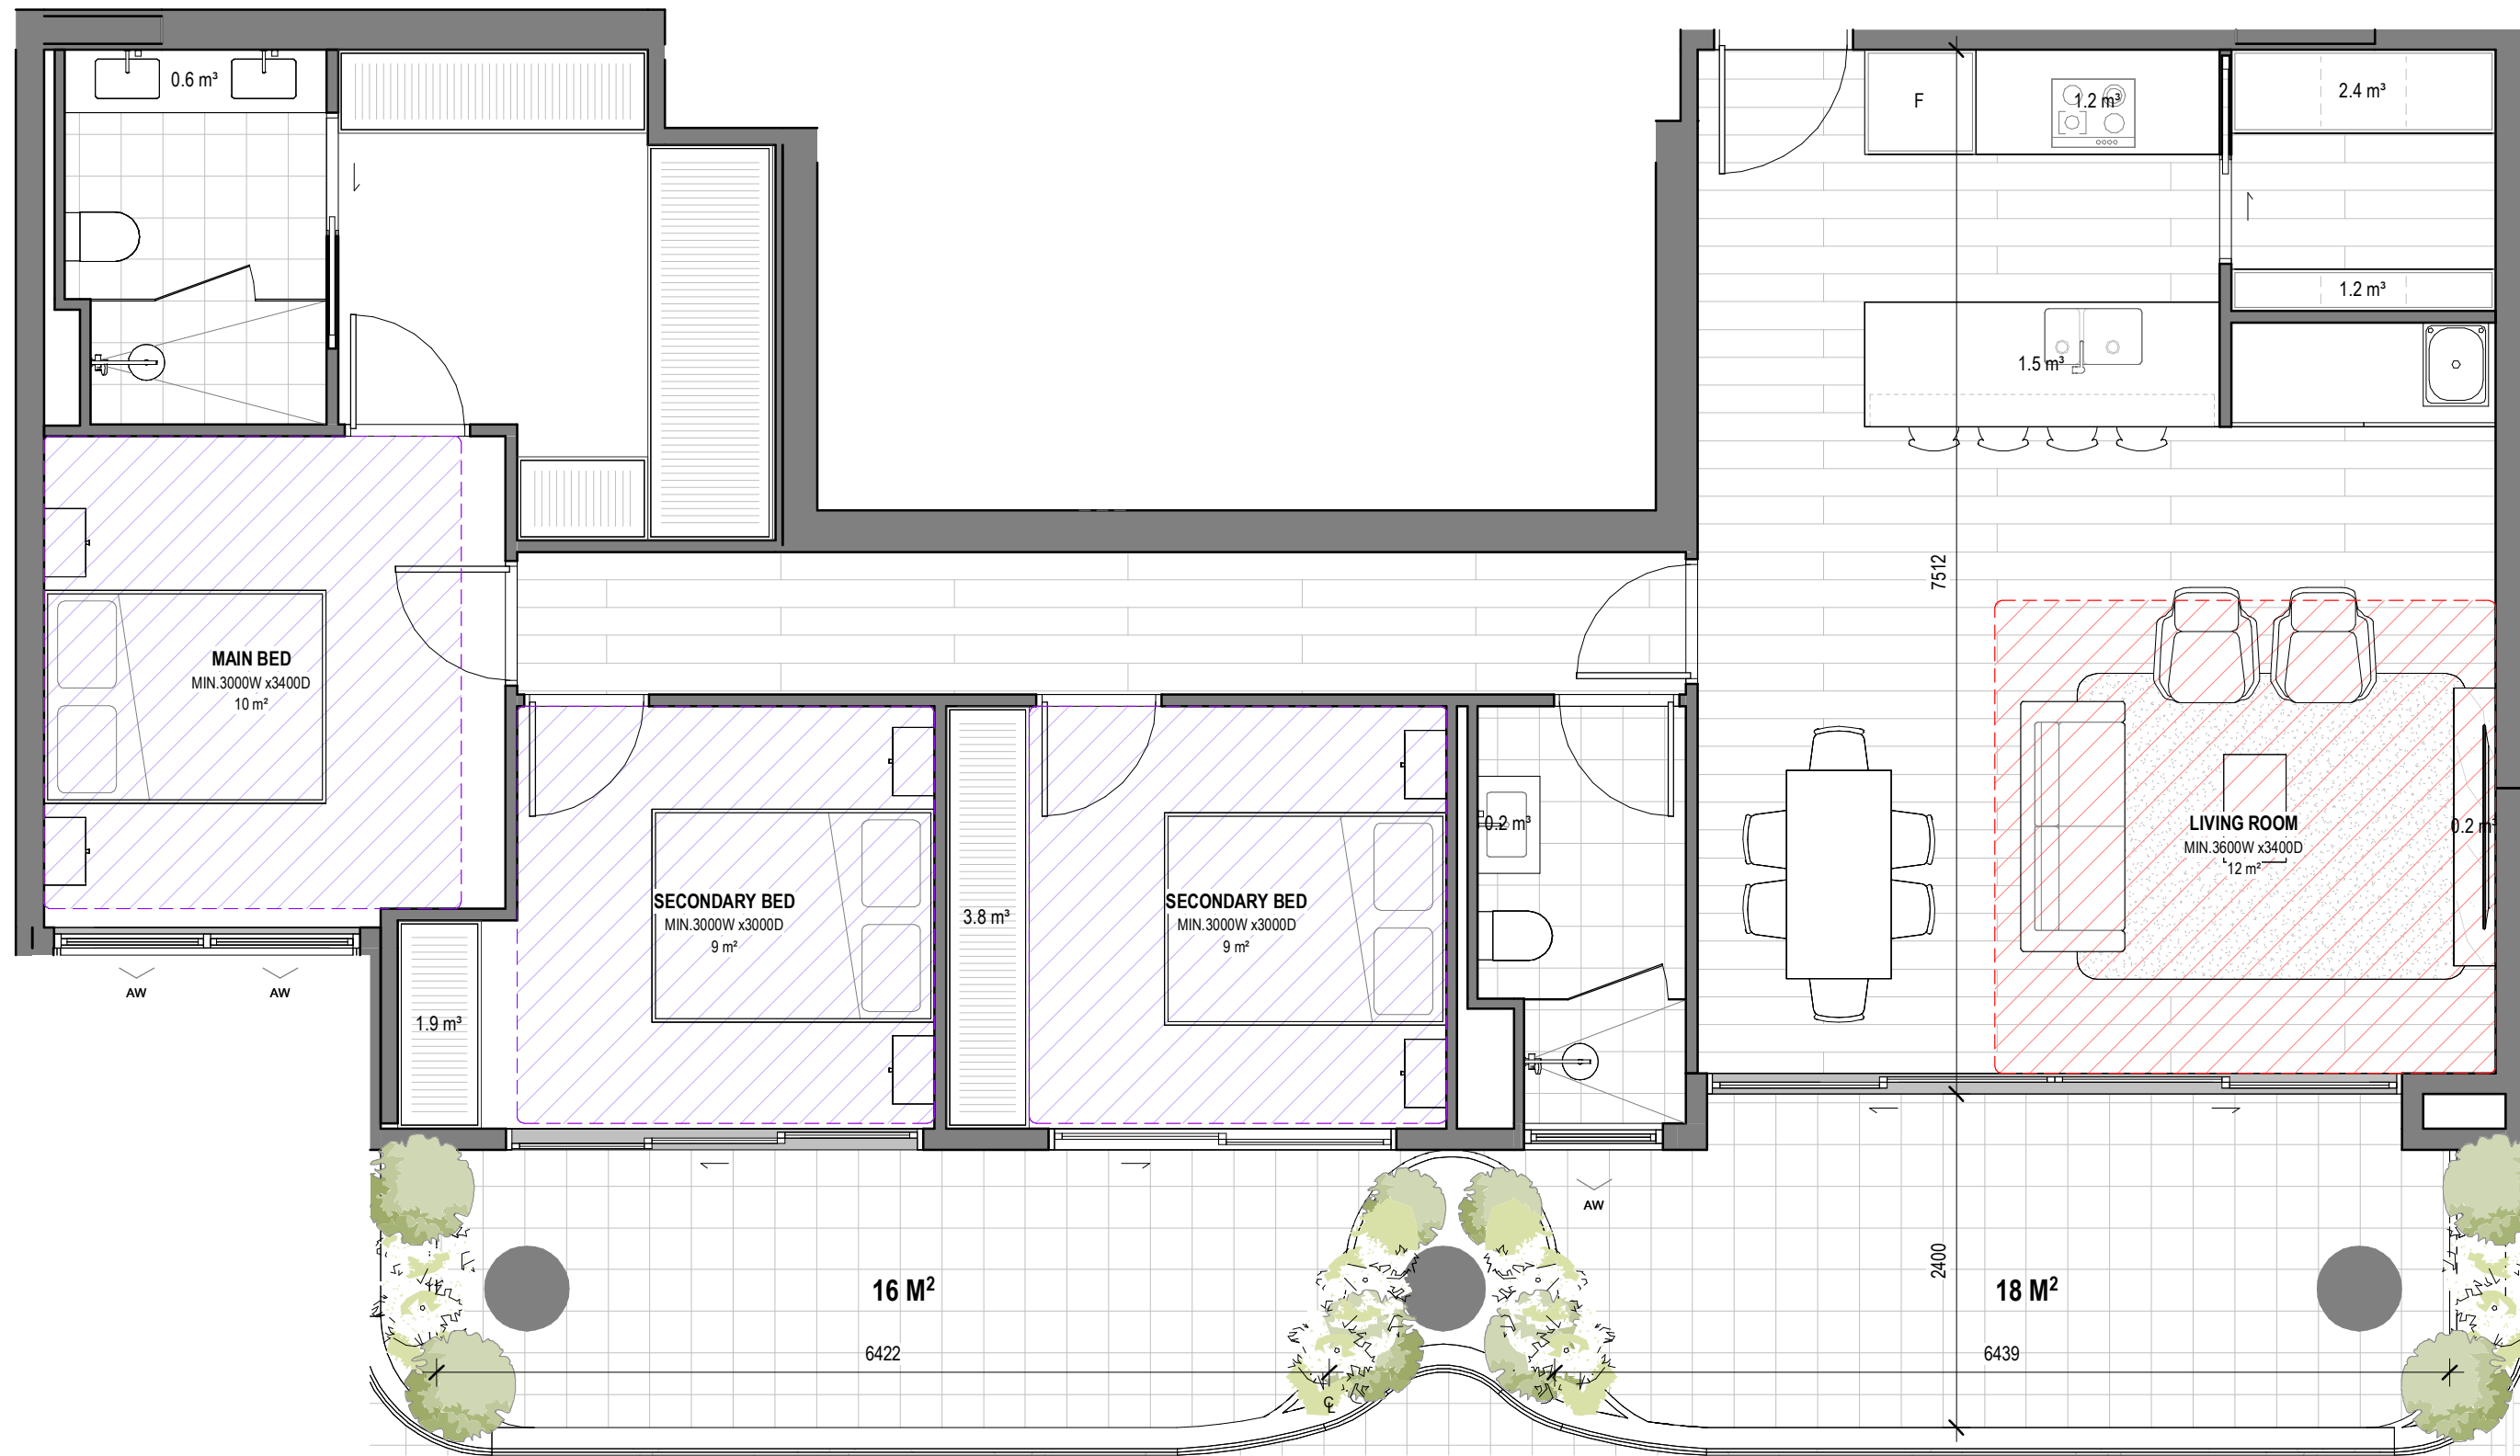 0.6 m³
F
1.2 m³
2.4 m³
1.2 m³
1.5 m³
7512
MAIN BED
MIN.3000W x3400D
10 m²
SECONDARY BED
MIN.3000W x3000D
9 m²
3.8 m³
SECONDARY BED
MIN.3000W x3000D
9 m²
0.2 m³
LIVING ROOM
MIN.3600W x3400D
12 m²
0.2 m³
AW
AW
1.9 m³
AW
16 M²
2400
18 M²
6422
6439
℄